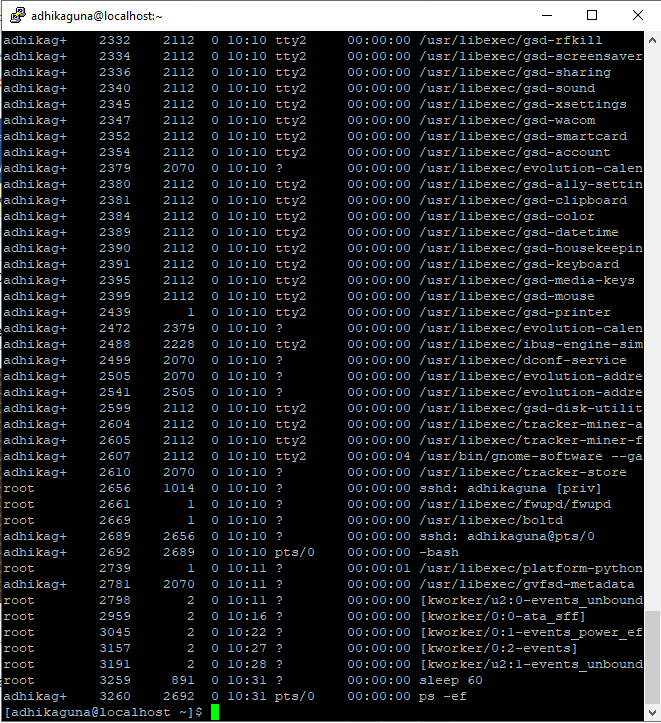 adhikaguna@localhost:~
adhikag+ 2332 2112 0 10:10 tty2 00:00:00 /usr/libexec/gsd-rfkill
adhikag+ 2334 2112 0 10:10 tty2 00:00:00 /usr/libexec/gsd-screensaver
adhikag+ 2336 2112 0 10:10 tty2 00:00:00 /usr/libexec/gsd-sharing
adhikag+ 2340 2112 0 10:10 tty2 00:00:00 /usr/libexec/gsd-sound
adhikag+ 2345 2112 0 10:10 tty2 00:00:00 /usr/libexec/gsd-xsettings
adhikag+ 2347 2112 0 10:10 tty2 00:00:00 /usr/libexec/gsd-wacom
adhikag+ 2352 2112 0 10:10 tty2 00:00:00 /usr/libexec/gsd-smartcard
adhikag+ 2354 2112 0 10:10 tty2 00:00:00 /usr/libexec/gsd-account
adhikag+ 2379 2070 0 10:10 ? 00:00:00 /usr/libexec/evolution-calen
adhikag+ 2380 2112 0 10:10 tty2 00:00:00 /usr/libexec/gsd-a11y-settin
adhikag+ 2381 2112 0 10:10 tty2 00:00:00 /usr/libexec/gsd-clipboard
adhikag+ 2384 2112 0 10:10 tty2 00:00:00 /usr/libexec/gsd-color
adhikag+ 2389 2112 0 10:10 tty2 00:00:00 /usr/libexec/gsd-datetime
adhikag+ 2390 2112 0 10:10 tty2 00:00:00 /usr/libexec/gsd-housekeepin
adhikag+ 2391 2112 0 10:10 tty2 00:00:00 /usr/libexec/gsd-keyboard
adhikag+ 2395 2112 0 10:10 tty2 00:00:00 /usr/libexec/gsd-media-keys
adhikag+ 2399 2112 0 10:10 tty2 00:00:00 /usr/libexec/gsd-mouse
adhikag+ 2439 1 0 10:10 tty2 00:00:00 /usr/libexec/gsd-printer
adhikag+ 2472 2379 0 10:10 ? 00:00:00 /usr/libexec/evolution-calen
adhikag+ 2488 2228 0 10:10 tty2 00:00:00 /usr/libexec/ibus-engine-sim
adhikag+ 2499 2070 0 10:10 ? 00:00:00 /usr/libexec/dconf-service
adhikag+ 2505 2070 0 10:10 ? 00:00:00 /usr/libexec/evolution-addre
adhikag+ 2541 2505 0 10:10 ? 00:00:00 /usr/libexec/evolution-addre
adhikag+ 2599 2112 0 10:10 tty2 00:00:00 /usr/libexec/gsd-disk-utilit
adhikag+ 2604 2112 0 10:10 tty2 00:00:00 /usr/libexec/tracker-miner-a
adhikag+ 2605 2112 0 10:10 tty2 00:00:00 /usr/libexec/tracker-miner-f
adhikag+ 2607 2112 0 10:10 tty2 00:00:04 /usr/bin/gnome-software --ga
adhikag+ 2610 2070 0 10:10 ? 00:00:00 /usr/libexec/tracker-store
root 2656 1014 0 10:10 ? 00:00:00 sshd: adhikaguna [priv]
root 2661 1 0 10:10 ? 00:00:00 /usr/libexec/fwupd/fwupd
root 2669 1 0 10:10 ? 00:00:00 /usr/libexec/boltd
adhikag+ 2689 2656 0 10:10 ? 00:00:00 sshd: adhikaguna@pts/0
adhikag+ 2692 2689 0 10:10 pts/0 00:00:00 -bash
root 2739 1 0 10:11 ? 00:00:01 /usr/libexec/platform-python
adhikag+ 2781 2070 0 10:11 ? 00:00:00 /usr/libexec/gvfsd-metadata
root 2798 2 0 10:11 ? 00:00:00 [kworker/u2:0-events_unbound
root 2959 2 0 10:16 ? 00:00:00 [kworker/0:0-ata_sff]
root 3045 2 0 10:22 ? 00:00:00 [kworker/0:1-events_power_ef
root 3157 2 0 10:27 ? 00:00:00 [kworker/0:2-events]
root 3191 2 0 10:28 ? 00:00:00 [kworker/u2:1-events_unbound
root 3259 891 0 10:31 ? 00:00:00 sleep 60
adhikag+ 3260 2692 0 10:31 pts/0 00:00:00 ps -ef
[adhikaguna@localhost ~]$